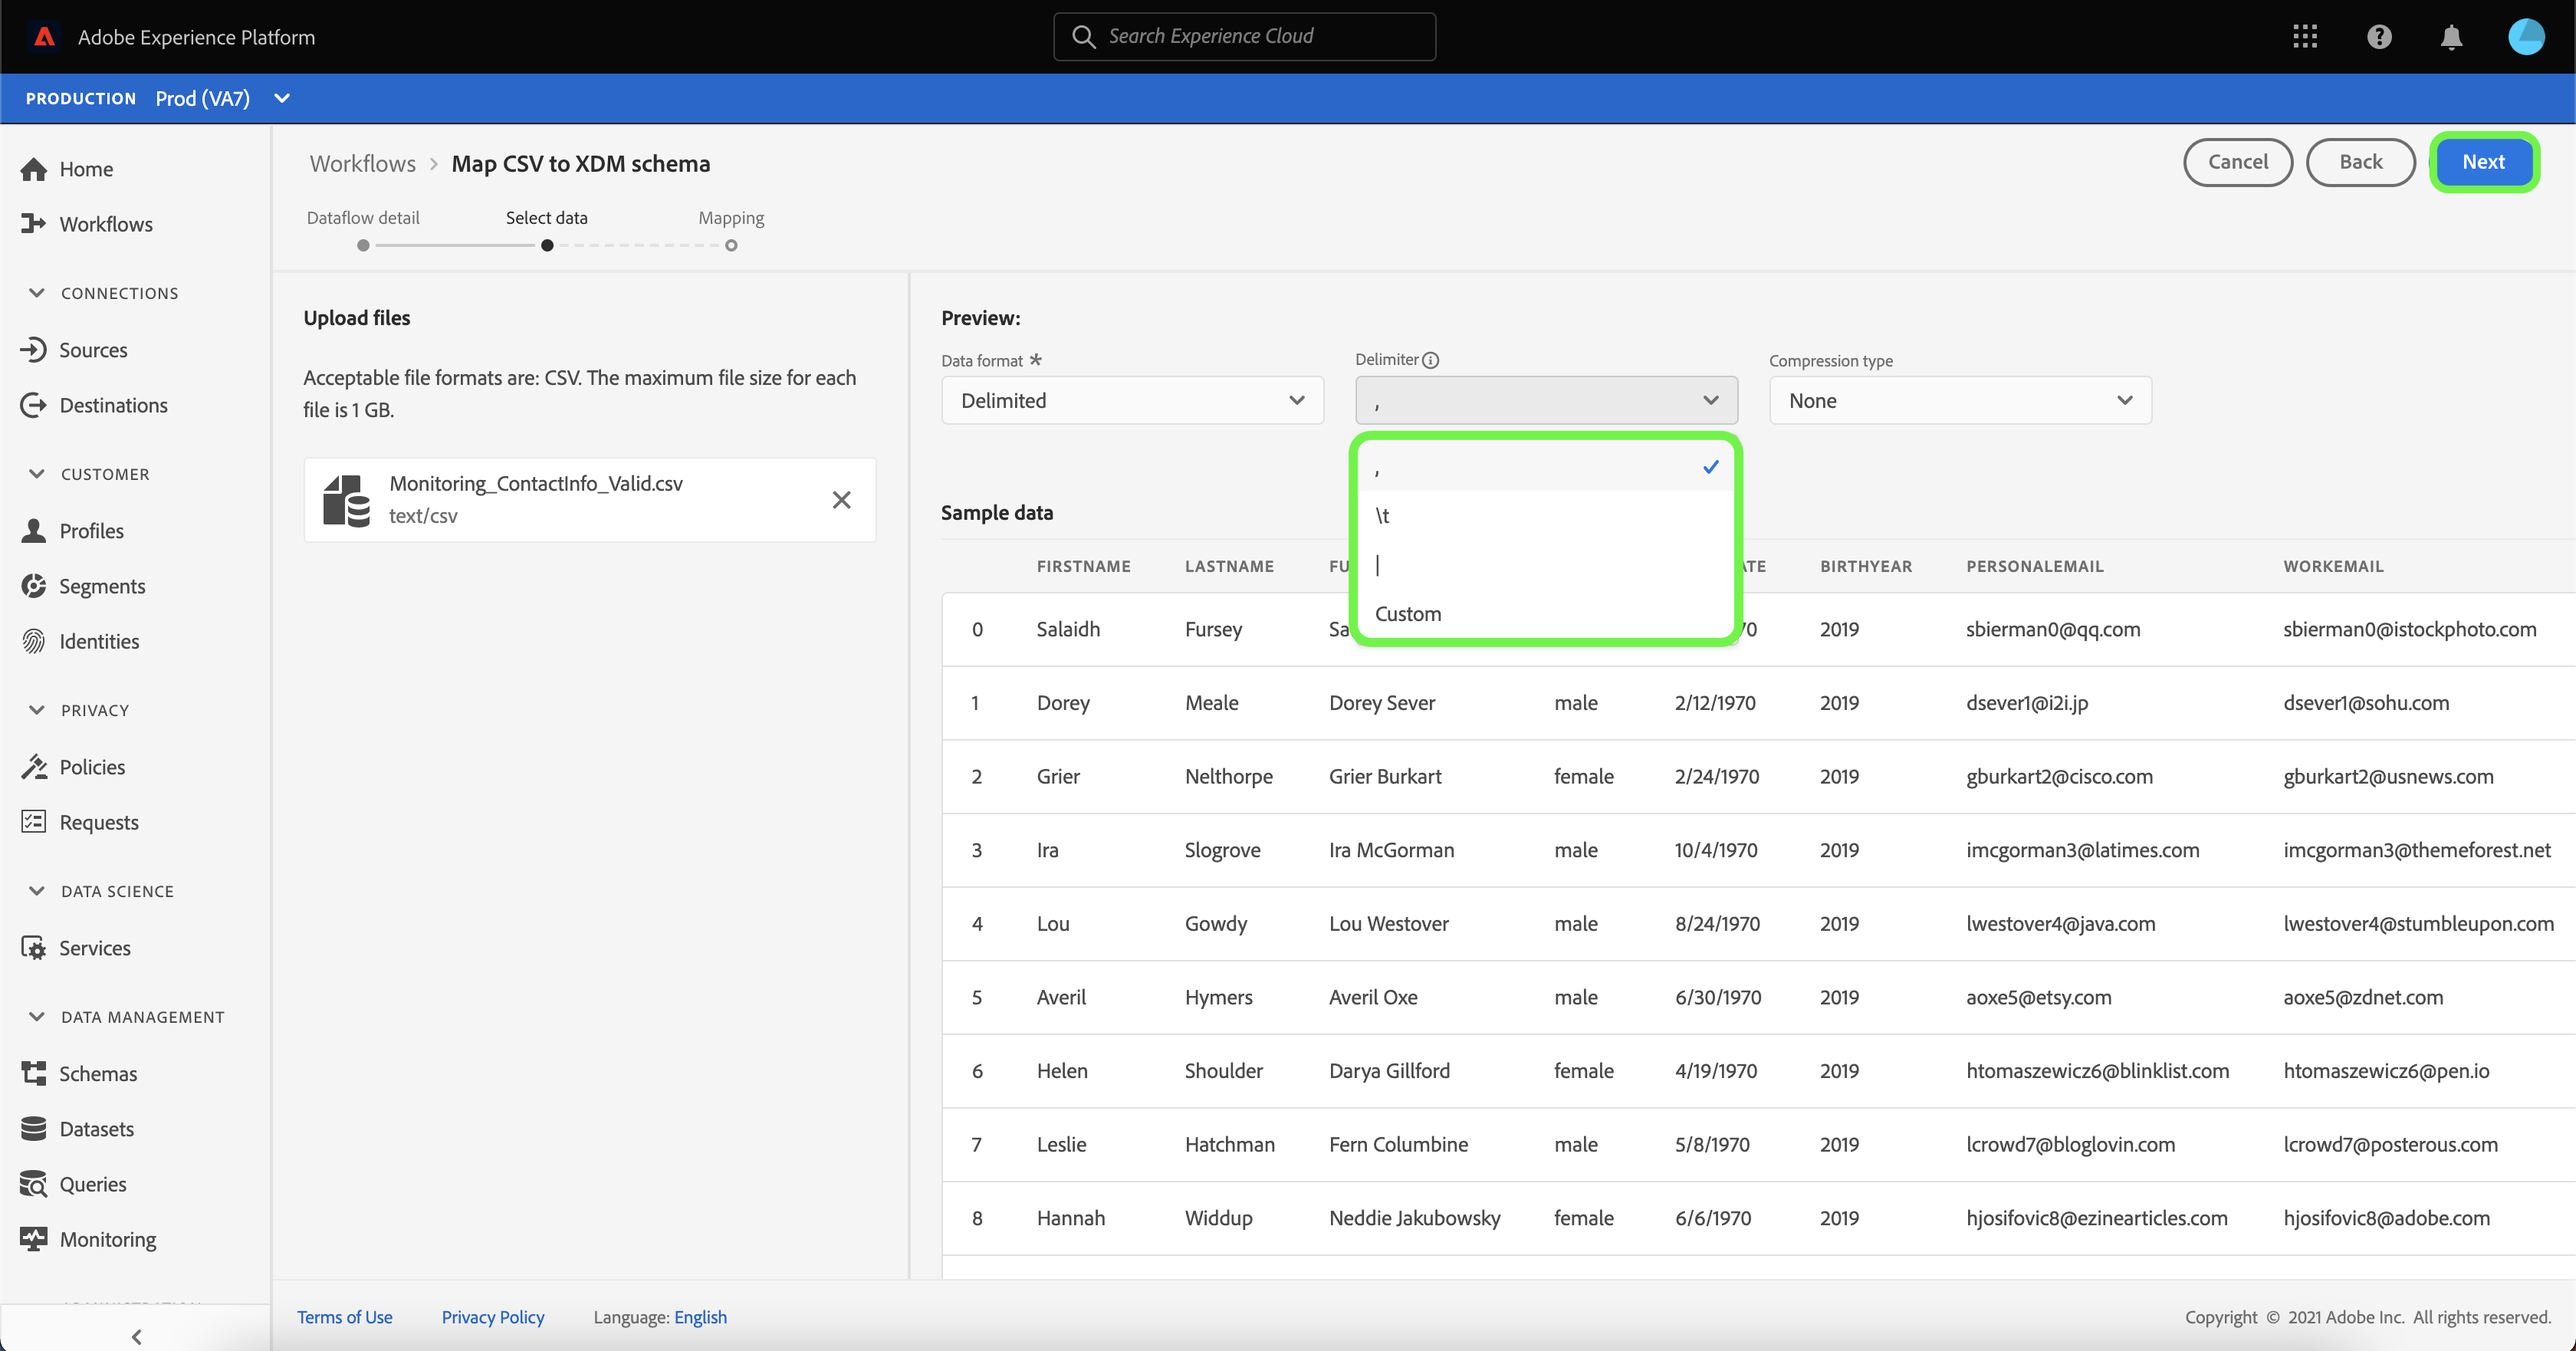 Adobe Experience Platform
Search Experience Cloud
PRODUCTION Prod (VA7)
Home
Workflows
CONNECTIONS
Sources
Destinations
CUSTOMER
Profiles
Segments
Identities
PRIVACY
Policies
Requests
DATA SCIENCE
Services
DATA MANAGEMENT
Schemas
Datasets
Queries
Monitoring
Workflows > Map CSV to XDM schema
Cancel Back Next
Dataflow detail Select data Mapping
Upload files
Acceptable file formats are: CSV. The maximum file size for each
file is 1 GB.
Monitoring_ContactInfo_Valid.csv
text/csv
Preview:
Data format * Delimiter Compression type
Delimited , None
,
\t
|
Custom
Sample data
FIRSTNAME LASTNAME FU ATE BIRTHYEAR PERSONALEMAIL WORKEMAIL
0 Salaidh Fursey Sa 70 2019 sbierman0@qq.com sbierman0@istockphoto.com
1 Dorey Meale Dorey Sever male 2/12/1970 2019 dsever1@i2i.jp dsever1@sohu.com
2 Grier Nelthorpe Grier Burkart female 2/24/1970 2019 gburkart2@cisco.com gburkart2@usnews.com
3 Ira Slogrove Ira McGorman male 10/4/1970 2019 imcgorman3@latimes.com imcgorman3@themeforest.net
4 Lou Gowdy Lou Westover male 8/24/1970 2019 lwestover4@java.com lwestover4@stumbleupon.com
5 Averil Hymers Averil Oxe male 6/30/1970 2019 aoxe5@etsy.com aoxe5@zdnet.com
6 Helen Shoulder Darya Gillford female 4/19/1970 2019 htomaszewicz6@blinklist.com htomaszewicz6@pen.io
7 Leslie Hatchman Fern Columbine male 5/8/1970 2019 lcrowd7@bloglovin.com lcrowd7@posterous.com
8 Hannah Widdup Neddie Jakubowsky female 6/6/1970 2019 hjosifovic8@ezinearticles.com hjosifovic8@adobe.com
Terms of Use Privacy Policy Language: English
Copyright © 2021 Adobe Inc. All rights reserved.